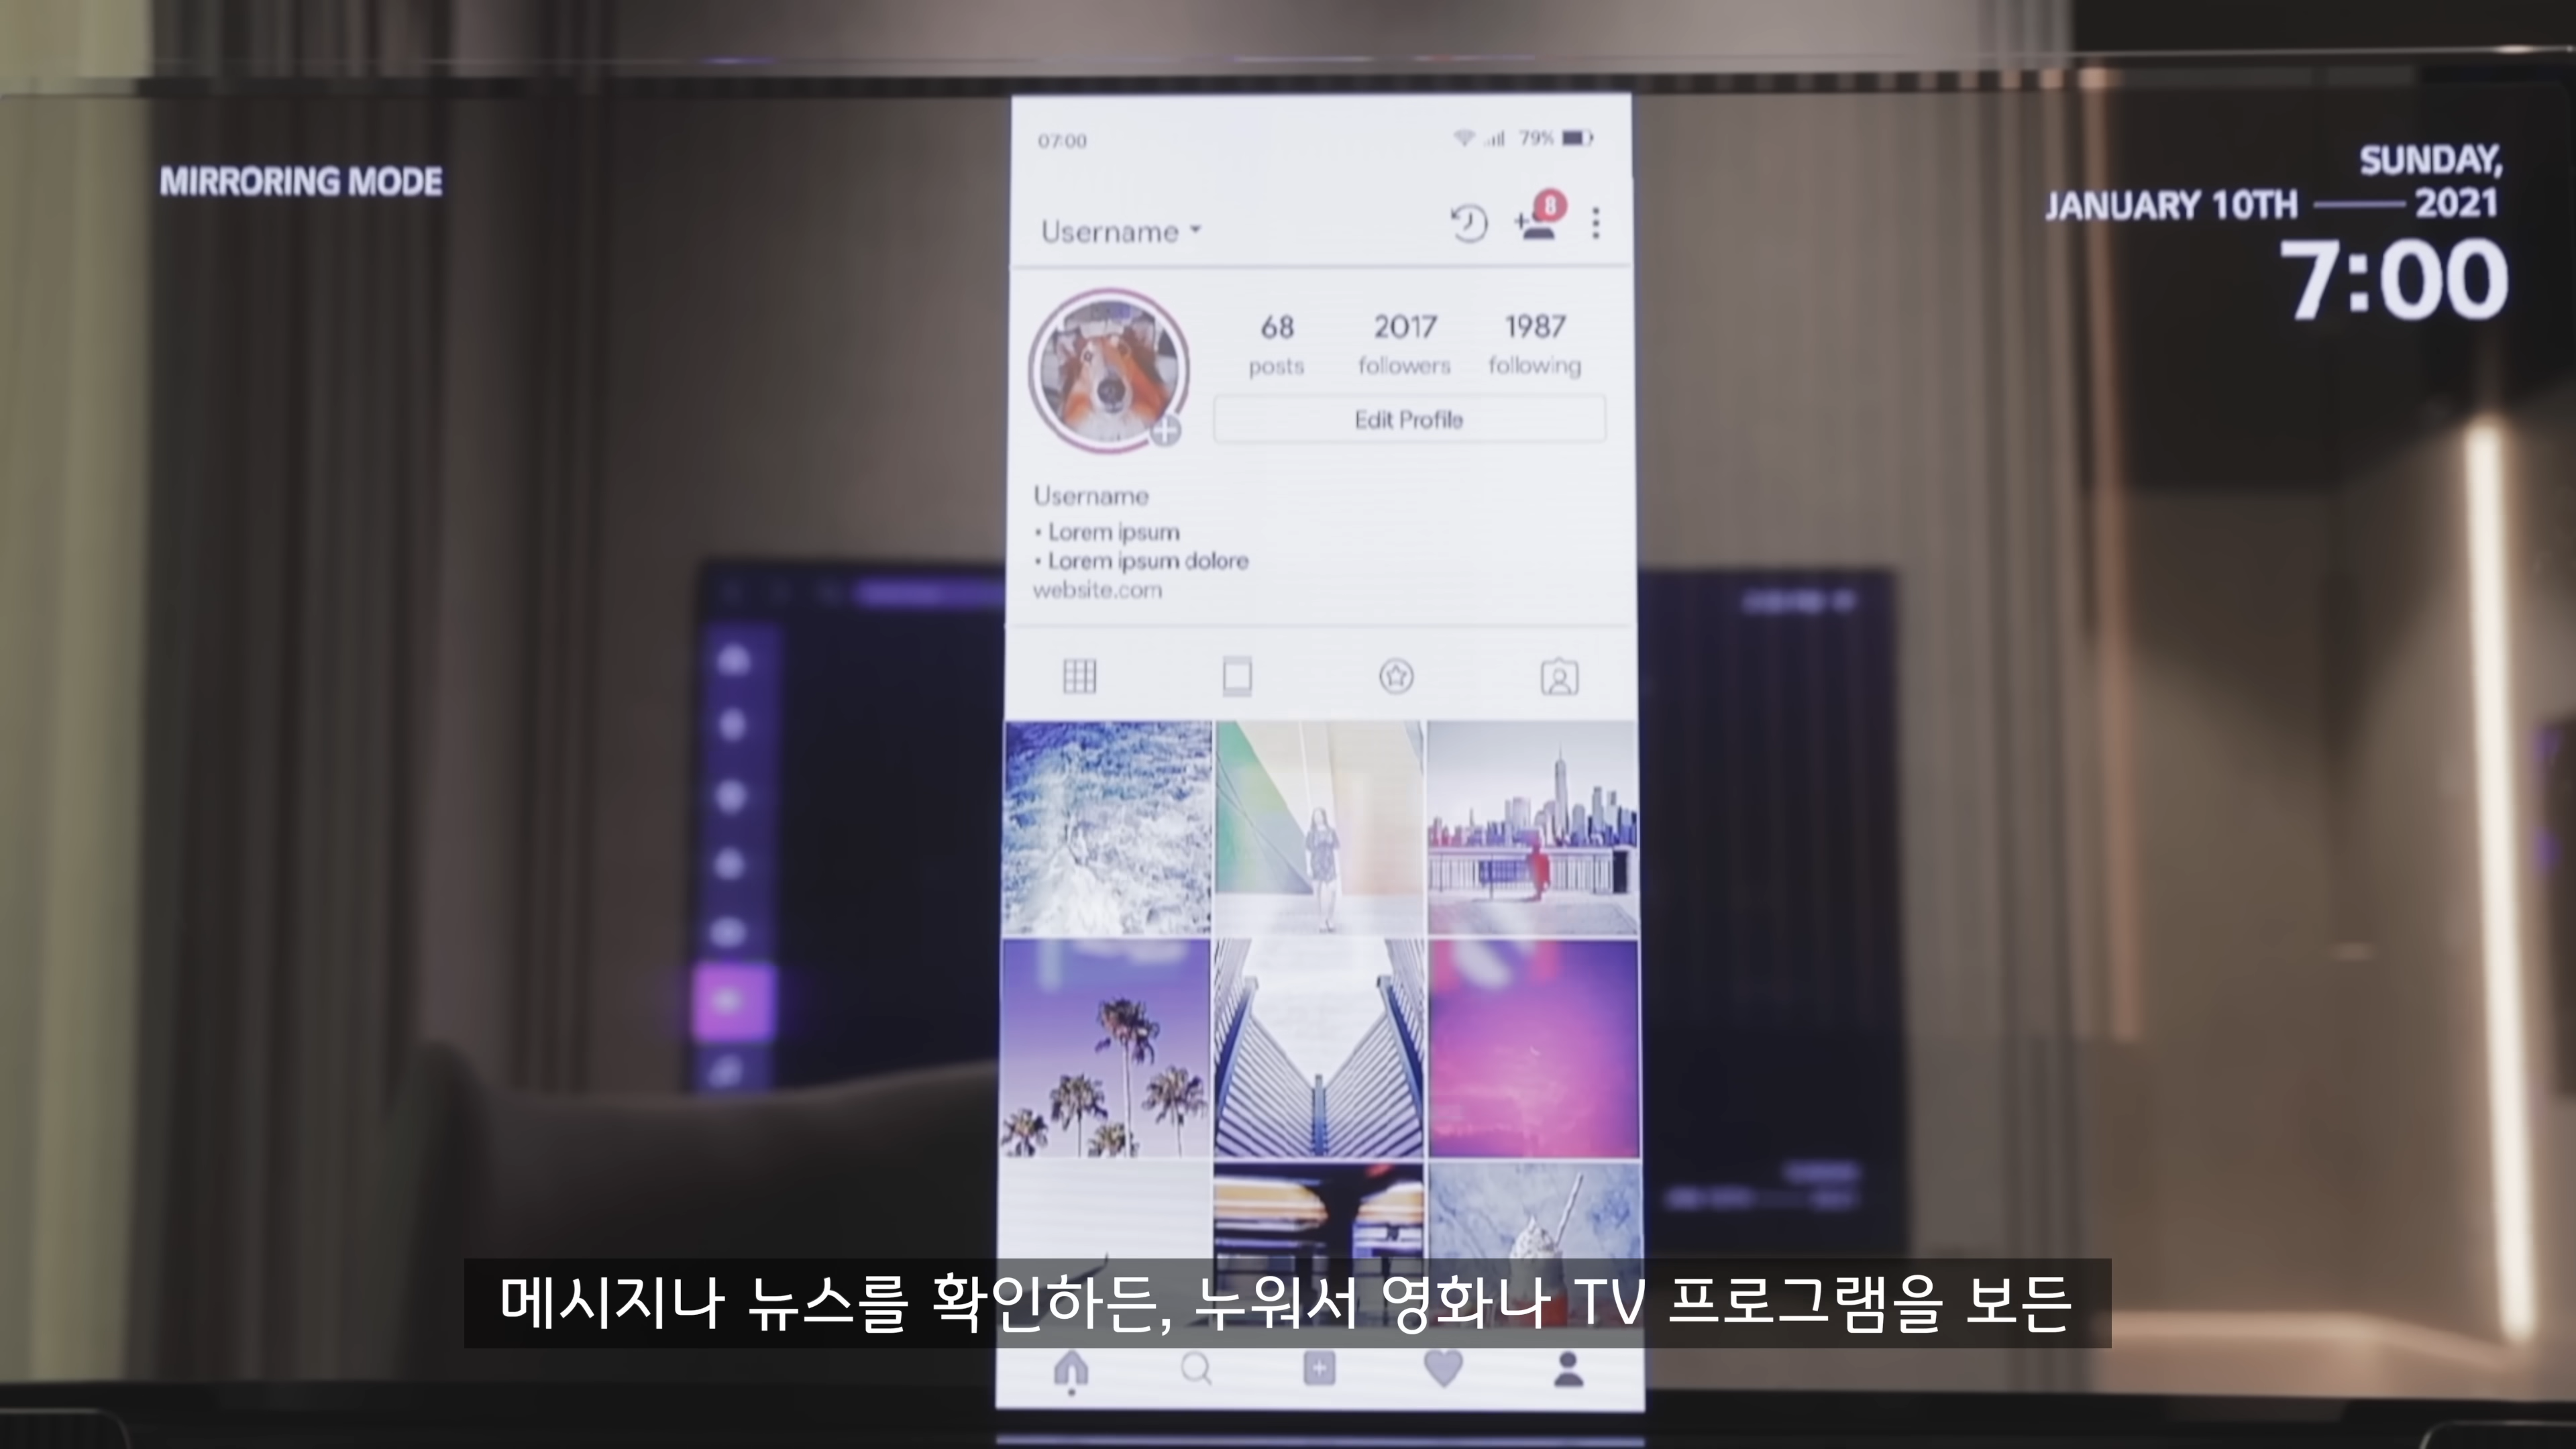 MIRRORING MODE
SUNDAY,
JANUARY 10TH 2021
7:00
07:00
79%
Username
8
68
2017
1987
posts
followers
following
Edit Profile
Username
• Lorem ipsum
• Lorem ipsum dolore
website.com
메시지나 뉴스를 확인하든, 누워서 영화나 TV 프로그램을 보든